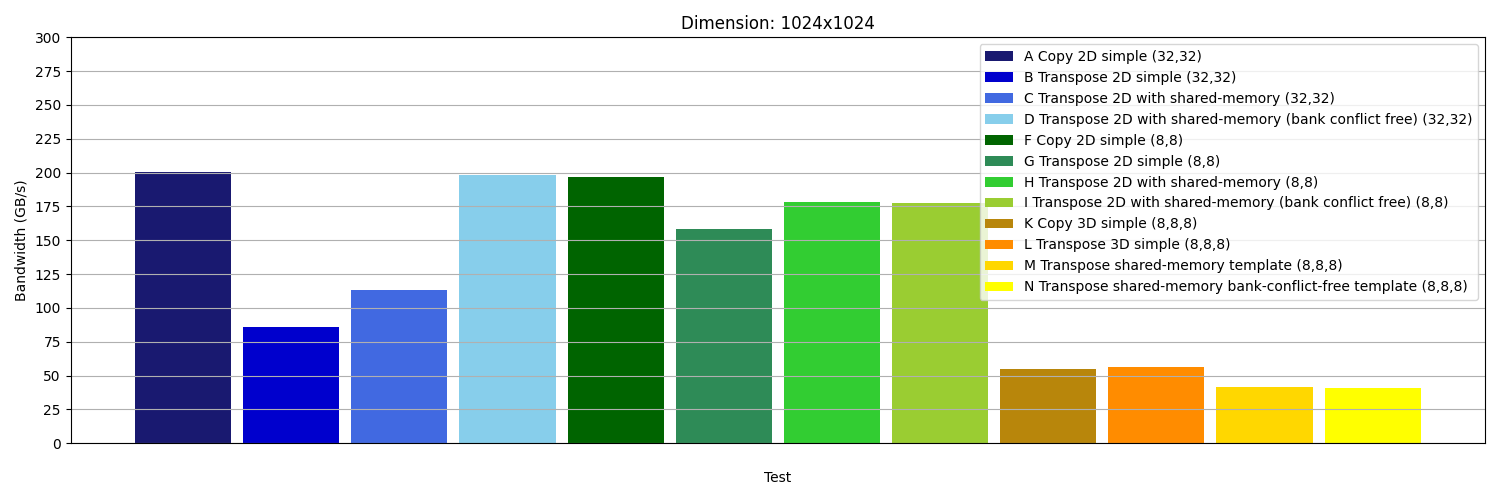 Dimension: 1024x1024
300
275
250
225
200
175
150
125
100
75
50
25
0
Bandwidth (GB/s)
A Copy 2D simple (32,32)
B Transpose 2D simple (32,32)
C Transpose 2D with shared-memory (32,32)
D Transpose 2D with shared-memory (bank conflict free) (32,32)
F Copy 2D simple (8,8)
G Transpose 2D simple (8,8)
H Transpose 2D with shared-memory (8,8)
I Transpose 2D with shared-memory (bank conflict free) (8,8)
K Copy 3D simple (8,8,8)
L Transpose 3D simple (8,8,8)
M Transpose shared-memory template (8,8,8)
N Transpose shared-memory bank-conflict-free template (8,8,8)
Test